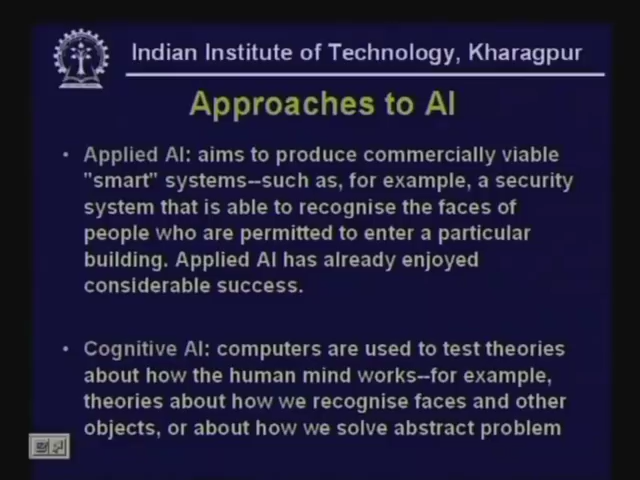 Indian Institute of Technology, Kharagpur
Approaches to AI
• Applied AI: aims to produce commercially viable
"smart" systems--such as, for example, a security
system that is able to recognise the faces of
people who are permitted to enter a particular
building. Applied AI has already enjoyed
considerable success.
• Cognitive AI: computers are used to test theories
about how the human mind works--for example,
theories about how we recognise faces and other
objects, or about how we solve abstract problem